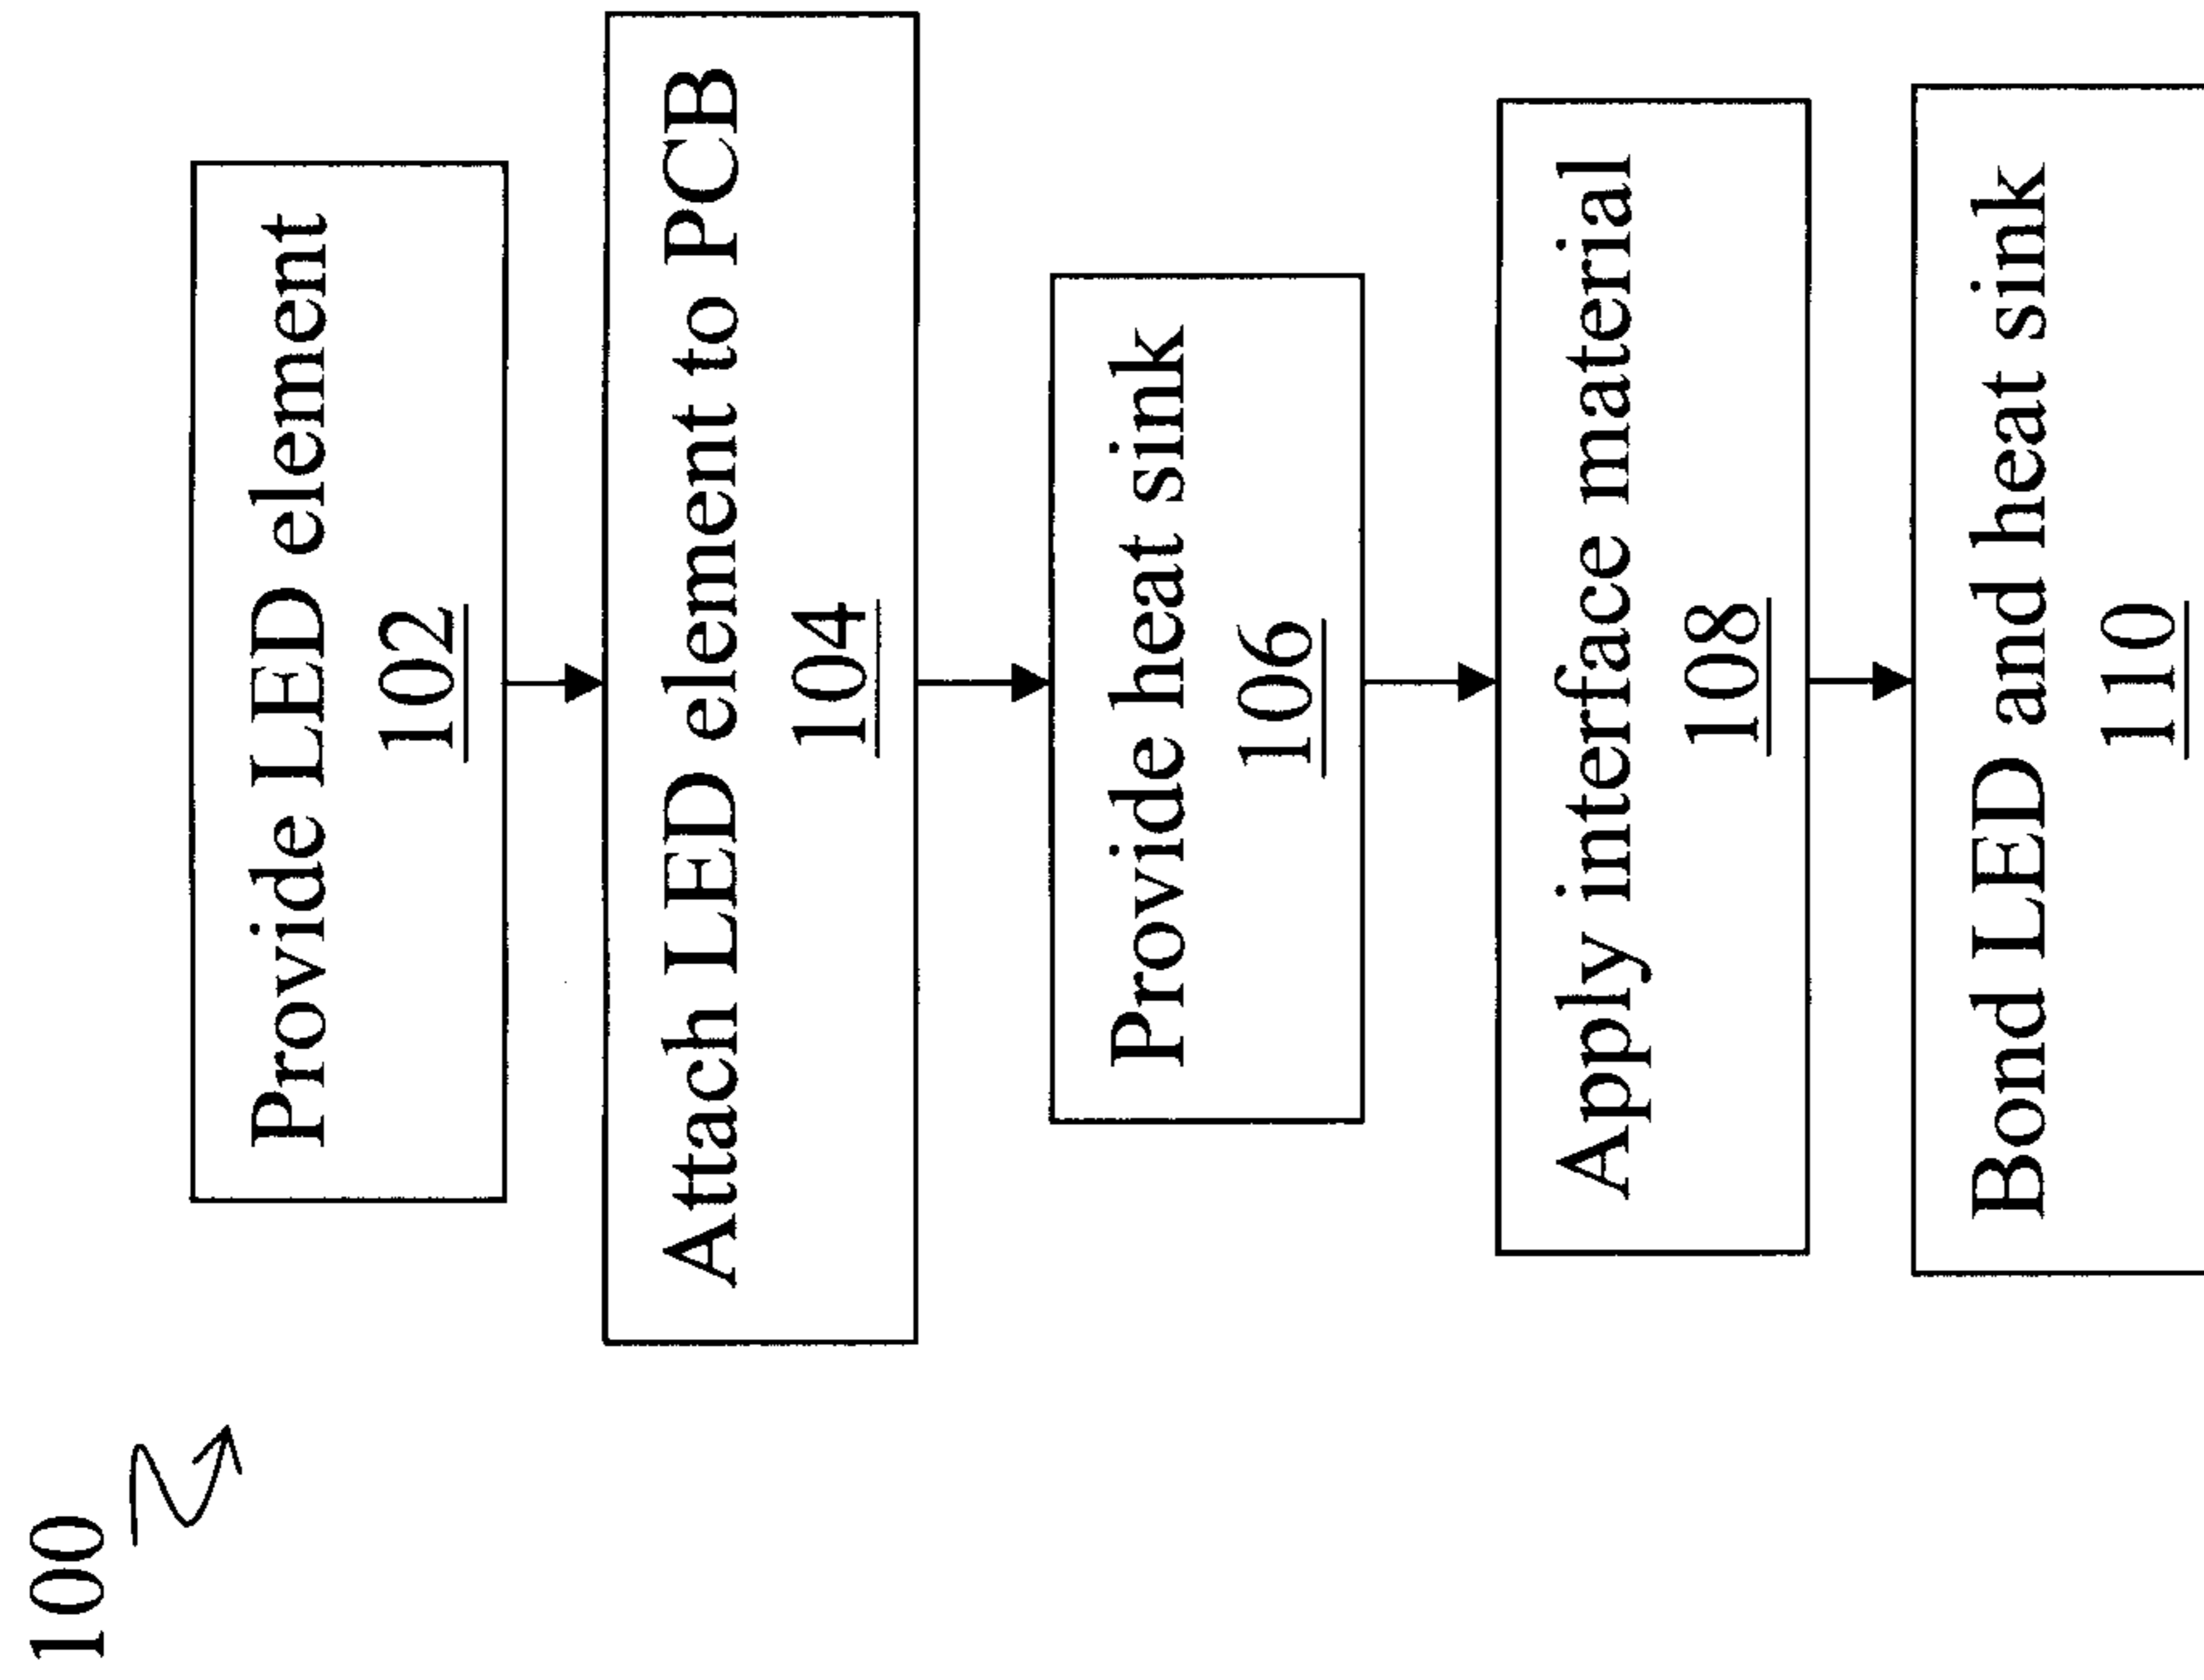 100
Provide LED element
102
Attach LED element to PCB
104
Provide heat sink
106
Apply interface material
108
Bond LED and heat sink
110